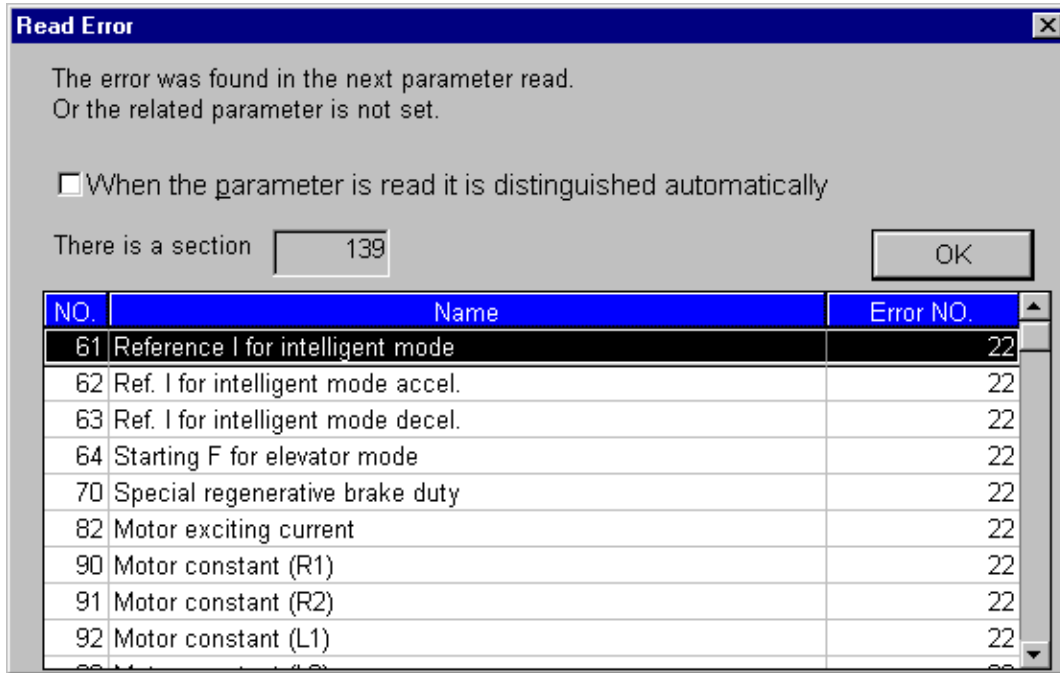 Read Error
The error was found in the next parameter read.
Or the related parameter is not set.
When the parameter is read it is distinguished automatically
There is a section 139
OK
NO. Name Error NO.
61 Reference I for intelligent mode 22
62 Ref. I for intelligent mode accel. 22
63 Ref. I for intelligent mode decel. 22
64 Starting F for elevator mode 22
70 Special regenerative brake duty 22
82 Motor exciting current 22
90 Motor constant (R1) 22
91 Motor constant (R2) 22
92 Motor constant (L1) 22